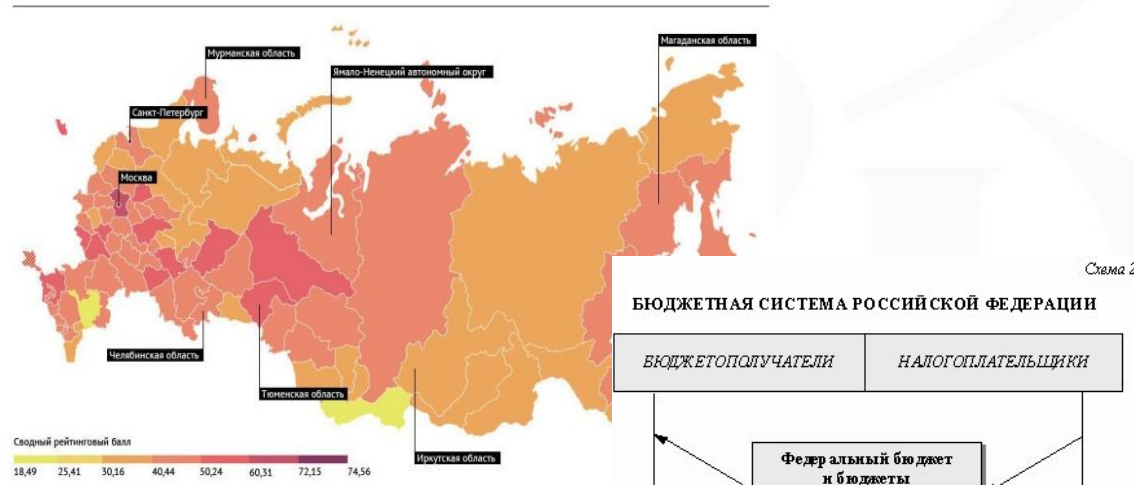 Мурманская область
Магаданская область
Ямало-Ненецкий автономный округ
Санкт-Петербург
Москва
Челябинская область
Тюменская область
Иркутская область
Сводный рейтинговый балл
18,49 25,41 30,16 40,44 50,24 60,31 72,15 74,56
Схема 2
БЮДЖЕТНАЯ СИСТЕМА РОССИЙСКОЙ ФЕДЕРАЦИИ
БЮДЖЕТОПОЛУЧАТЕЛИ НАЛОГОПЛАТЕЛЬЩИКИ
Федеральный бюджет
и бюджеты